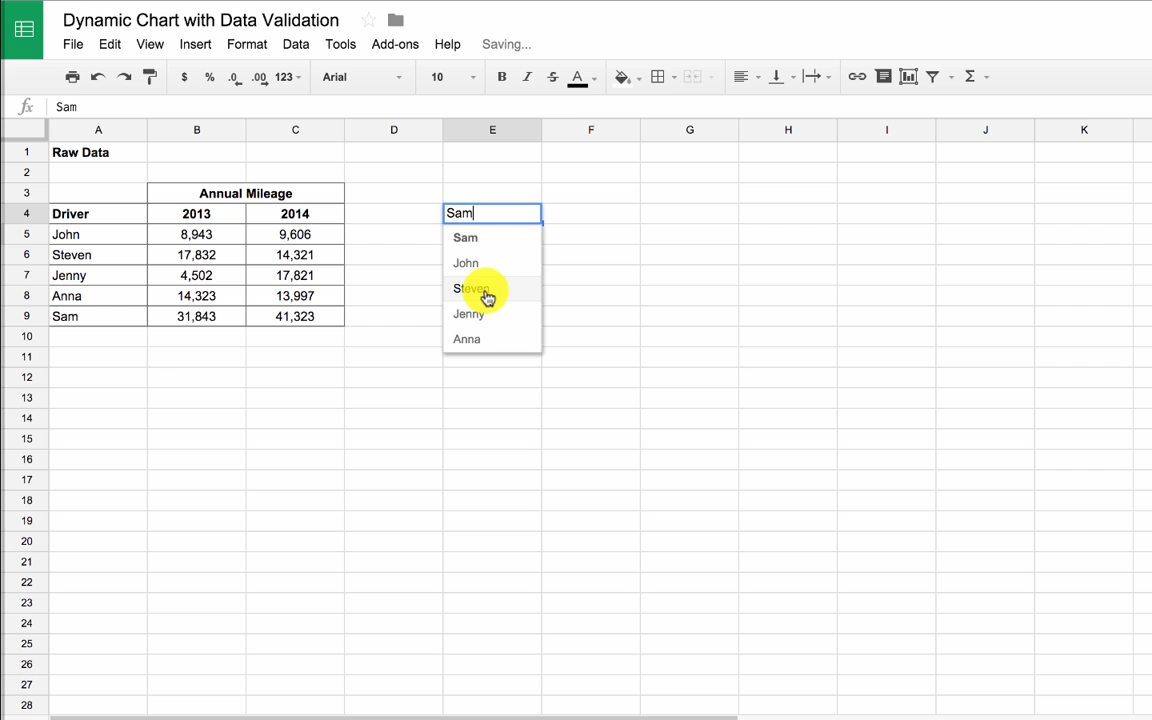 Dynamic Chart with Data Validation
File Edit View Insert Format Data Tools Add-ons Help Saving...
$ % .0 .00 123 Arial 10 B I S A Σ
fx Sam
A B C D E F G H I J K
1 Raw Data
2
3 Annual Mileage
4 Driver 2013 2014 Sam
5 John 8,943 9,606
6 Steven 17,832 14,321
7 Jenny 4,502 17,821
8 Anna 14,323 13,997
9 Sam 31,843 41,323
Sam
John
Steven
Jenny
Anna
10
11
12
13
14
15
16
17
18
19
20
21
22
23
24
25
26
27
28